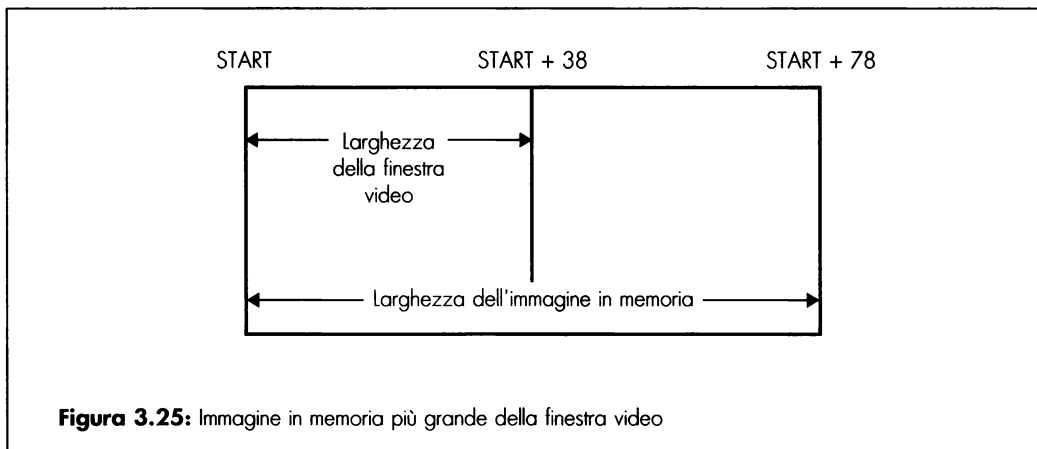 START START + 38 START + 78
Larghezza
della finestra
video
Larghezza dell'immagine in memoria
Figura 3.25: Immagine in memoria più grande della finestra video